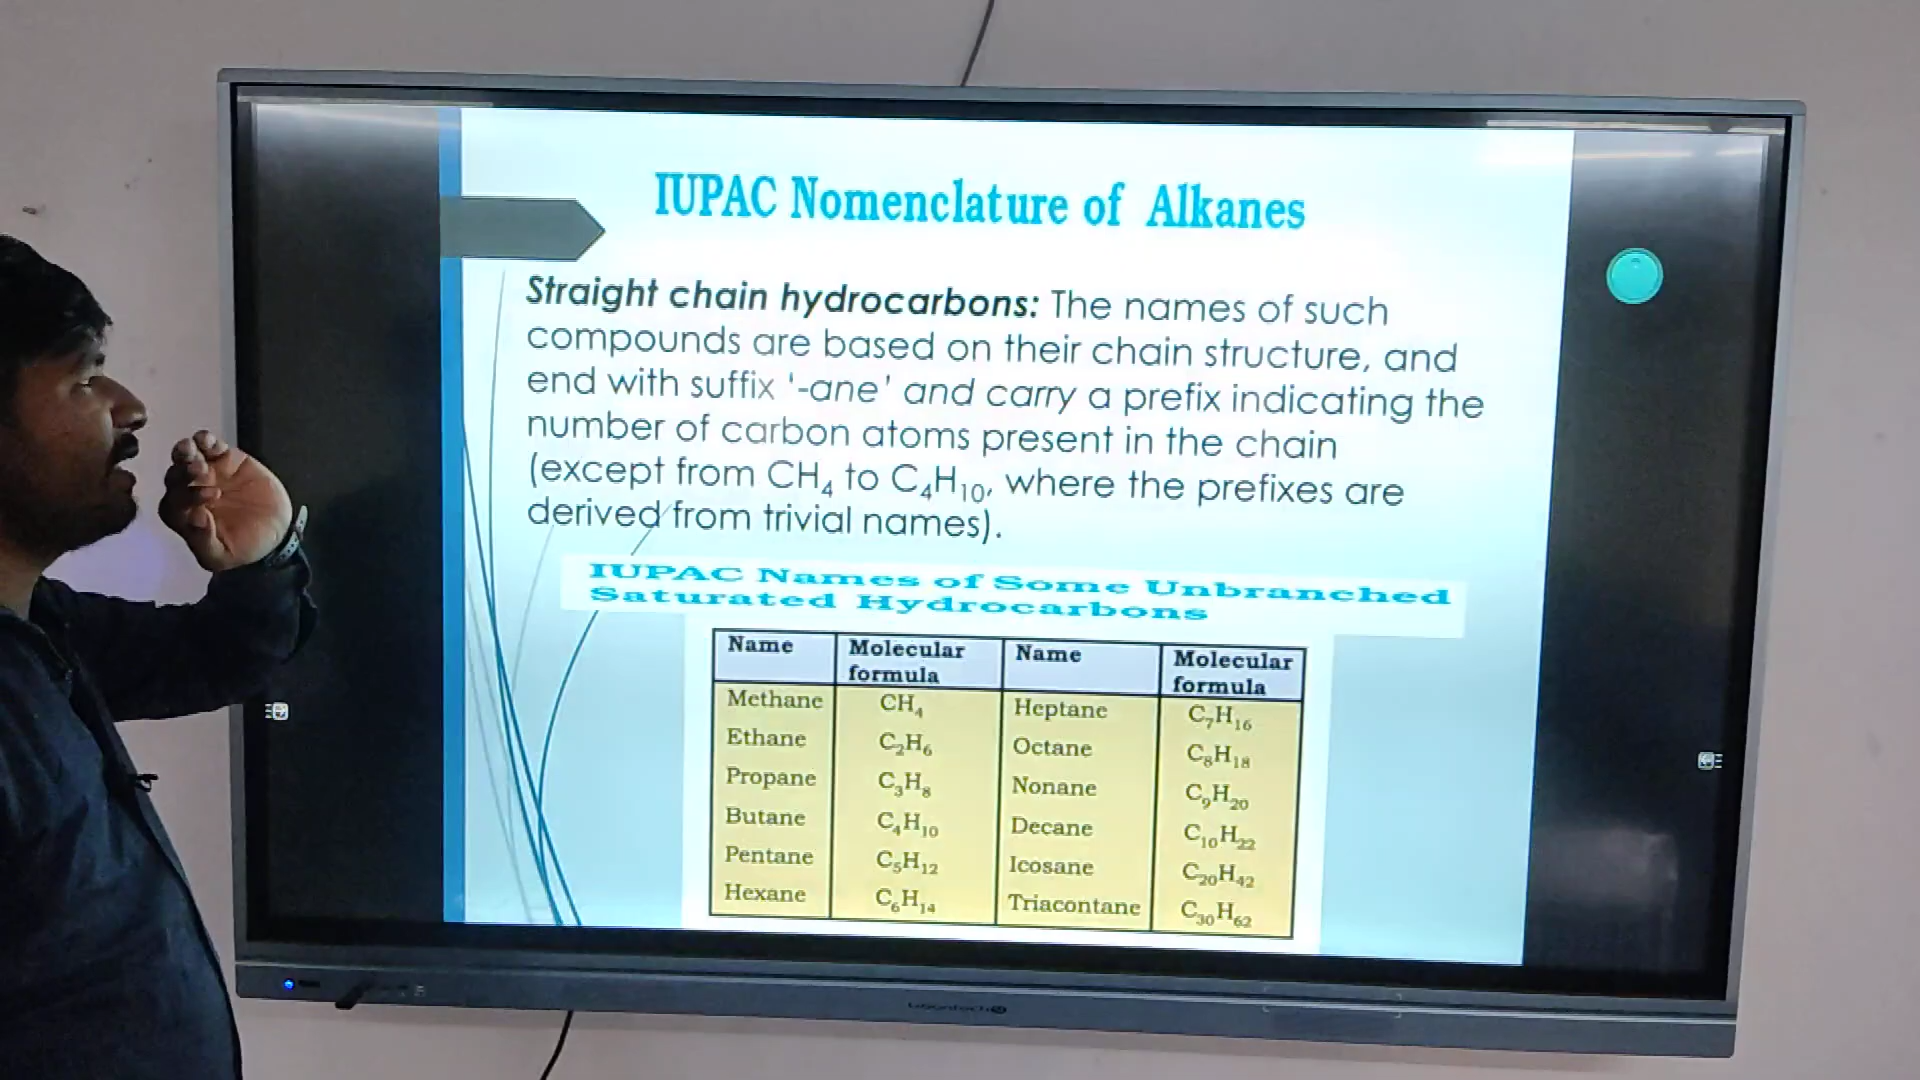 IUPAC Nomenclature of Alkanes
Straight chain hydrocarbons: The names of such
compounds are based on their chain structure, and
end with suffix '-ane' and carry a prefix indicating the
number of carbon atoms present in the chain
(except from CH₄ to C₄H₁₀, where the prefixes are
derived from trivial names).
IUPAC Names of Some Unbranched
Saturated Hydrocarbons
Name Molecular formula Name Molecular formula
Methane CH₄ Heptane C₇H₁₆
Ethane C₂H₆ Octane C₈H₁₈
Propane C₃H₈ Nonane C₉H₂₀
Butane C₄H₁₀ Decane C₁₀H₂₂
Pentane C₅H₁₂ Icosane C₂₀H₄₂
Hexane C₆H₁₄ Triacontane C₃₀H₆₂